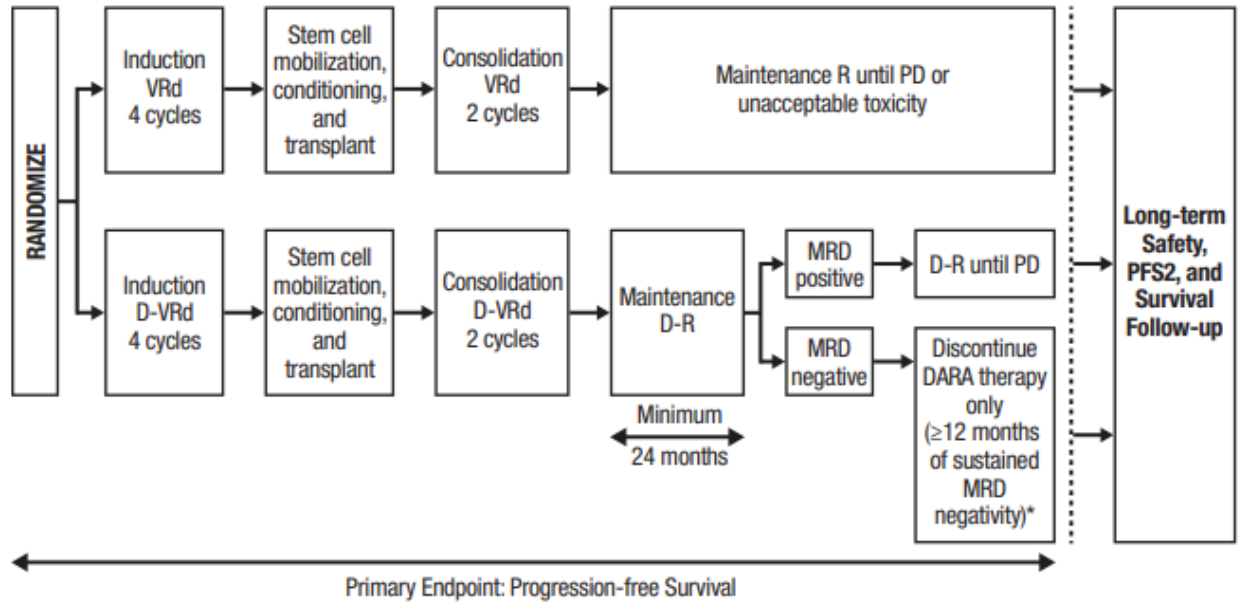 RANDOMIZE
Induction
VRd
4 cycles
Stem cell
mobilization,
conditioning,
and
transplant
Consolidation
VRd
2 cycles
Maintenance R until PD or
unacceptable toxicity
Induction
D-VRd
4 cycles
Stem cell
mobilization,
conditioning,
and
transplant
Consolidation
D-VRd
2 cycles
Maintenance
D-R
Minimum
24 months
MRD
positive
D-R until PD
MRD
negative
Discontinue
DARA therapy
only
(≥12 months
of sustained
MRD
negativity)*
Long-term
Safety,
PFS2, and
Survival
Follow-up
Primary Endpoint: Progression-free Survival